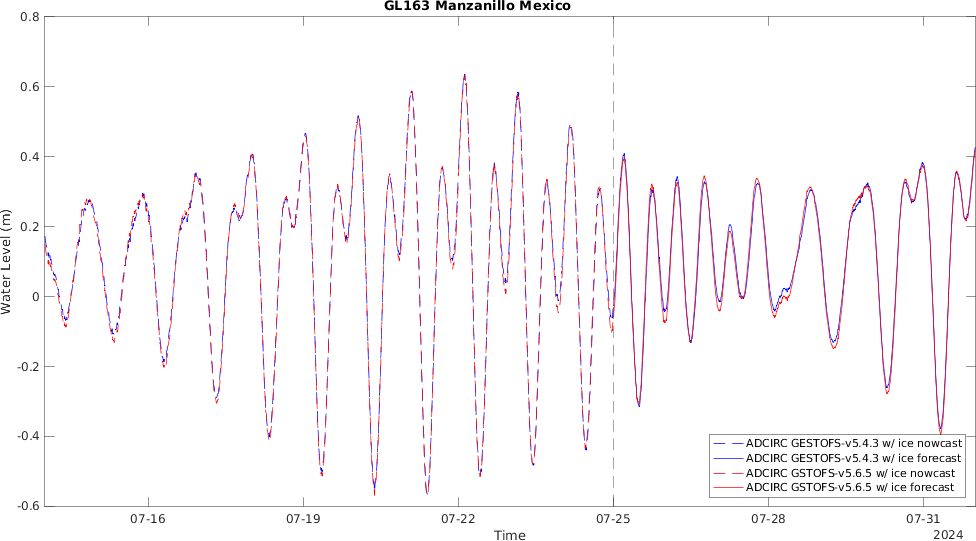 GL163 Manzanillo Mexico
0.8
0.6
0.4
0.2
0
-0.2
-0.4
-0.6
Water Level (m)
ADCIRC GESTOFS-v5.4.3 w/ ice nowcast
ADCIRC GESTOFS-v5.4.3 w/ ice forecast
ADCIRC GSTOFS-v5.6.5 w/ ice nowcast
ADCIRC GSTOFS-v5.6.5 w/ ice forecast
07-16 07-19 07-22 07-25 07-28 07-31
Time
2024